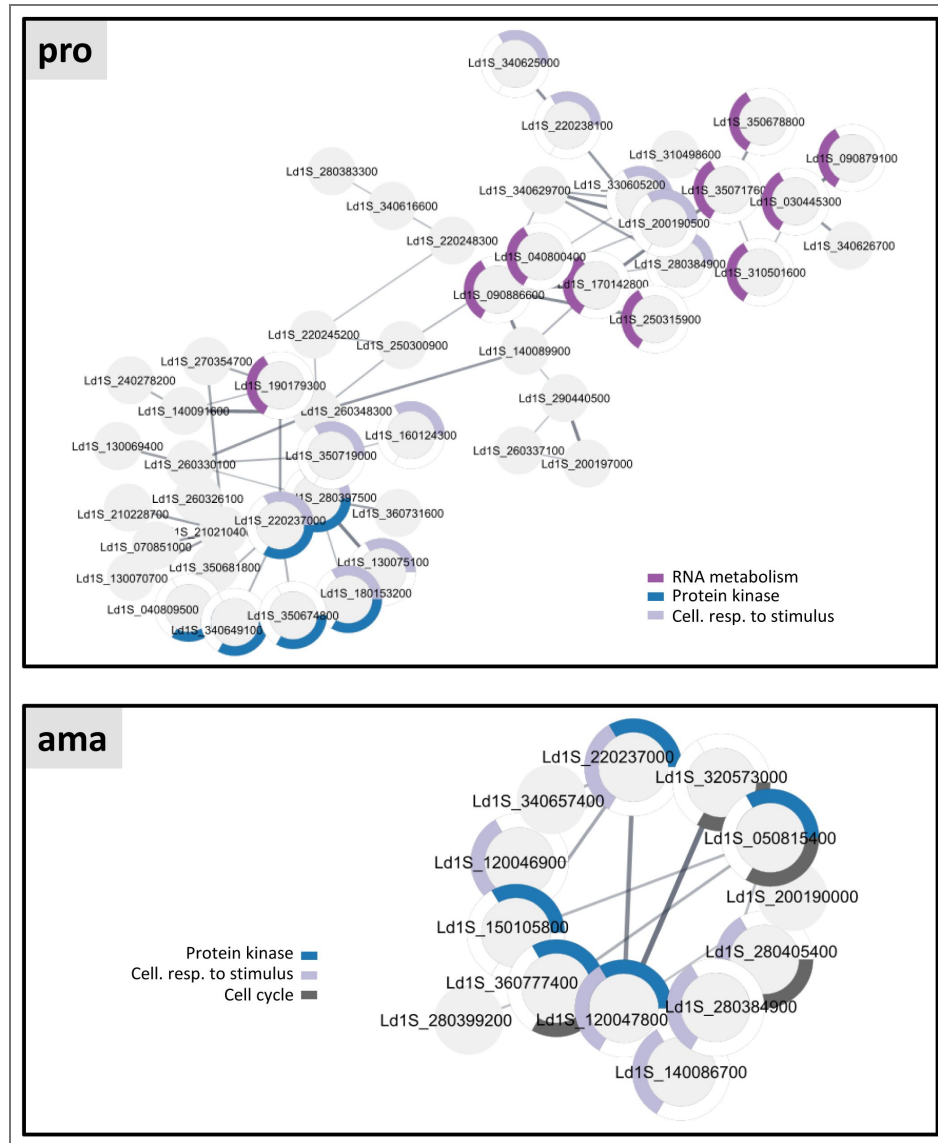 pro
Ld1S_340625000
Ld1S_220238100
Ld1S_350678800
Ld1S_310498600
Ld1S_090879100
Ld1S_280383300
Ld1S_340629700
Ld1S_330605200
Ld1S_35071760
Ld1S_030445300
Ld1S_340616600
Ld1S_200190500
Ld1S_220248300
Ld1S_340626700
Ld1S_040800400
Ld1S_280384900
Ld1S_310501600
Ld1S_170142800
Ld1S_090886600
Ld1S_250315900
Ld1S_220245200
Ld1S_250300900
Ld1S_140089900
Ld1S_270354700
Ld1S_240278200
Ld1S_190179300
Ld1S_290440500
Ld1S_140091600
Ld1S_260348300
Ld1S_160124300
Ld1S_130069400
Ld1S_350719000
Ld1S_260337100
Ld1S_260330100
Ld1S_200197000
Ld1S_260326100
Ld1S_280397500
Ld1S_210228700
Ld1S_360731600
Ld1S_220237000
1S_21021040
Ld1S_070851000
Ld1S_130075100
Ld1S_350681800
Ld1S_130070700
Ld1S_180153200
Ld1S_040809500
Ld1S_350674800
Ld1S_340649100
RNA metabolism
Protein kinase
Cell. resp. to stimulus
ama
Ld1S_220237000
Ld1S_320573000
Ld1S_340657400
Ld1S_050815400
Ld1S_120046900
Ld1S_200190000
Ld1S_150105800
Ld1S_280405400
Ld1S_360777400
Ld1S_280384900
Ld1S_280399200
Ld1S_120047800
Ld1S_140086700
Protein kinase
Cell. resp. to stimulus
Cell cycle